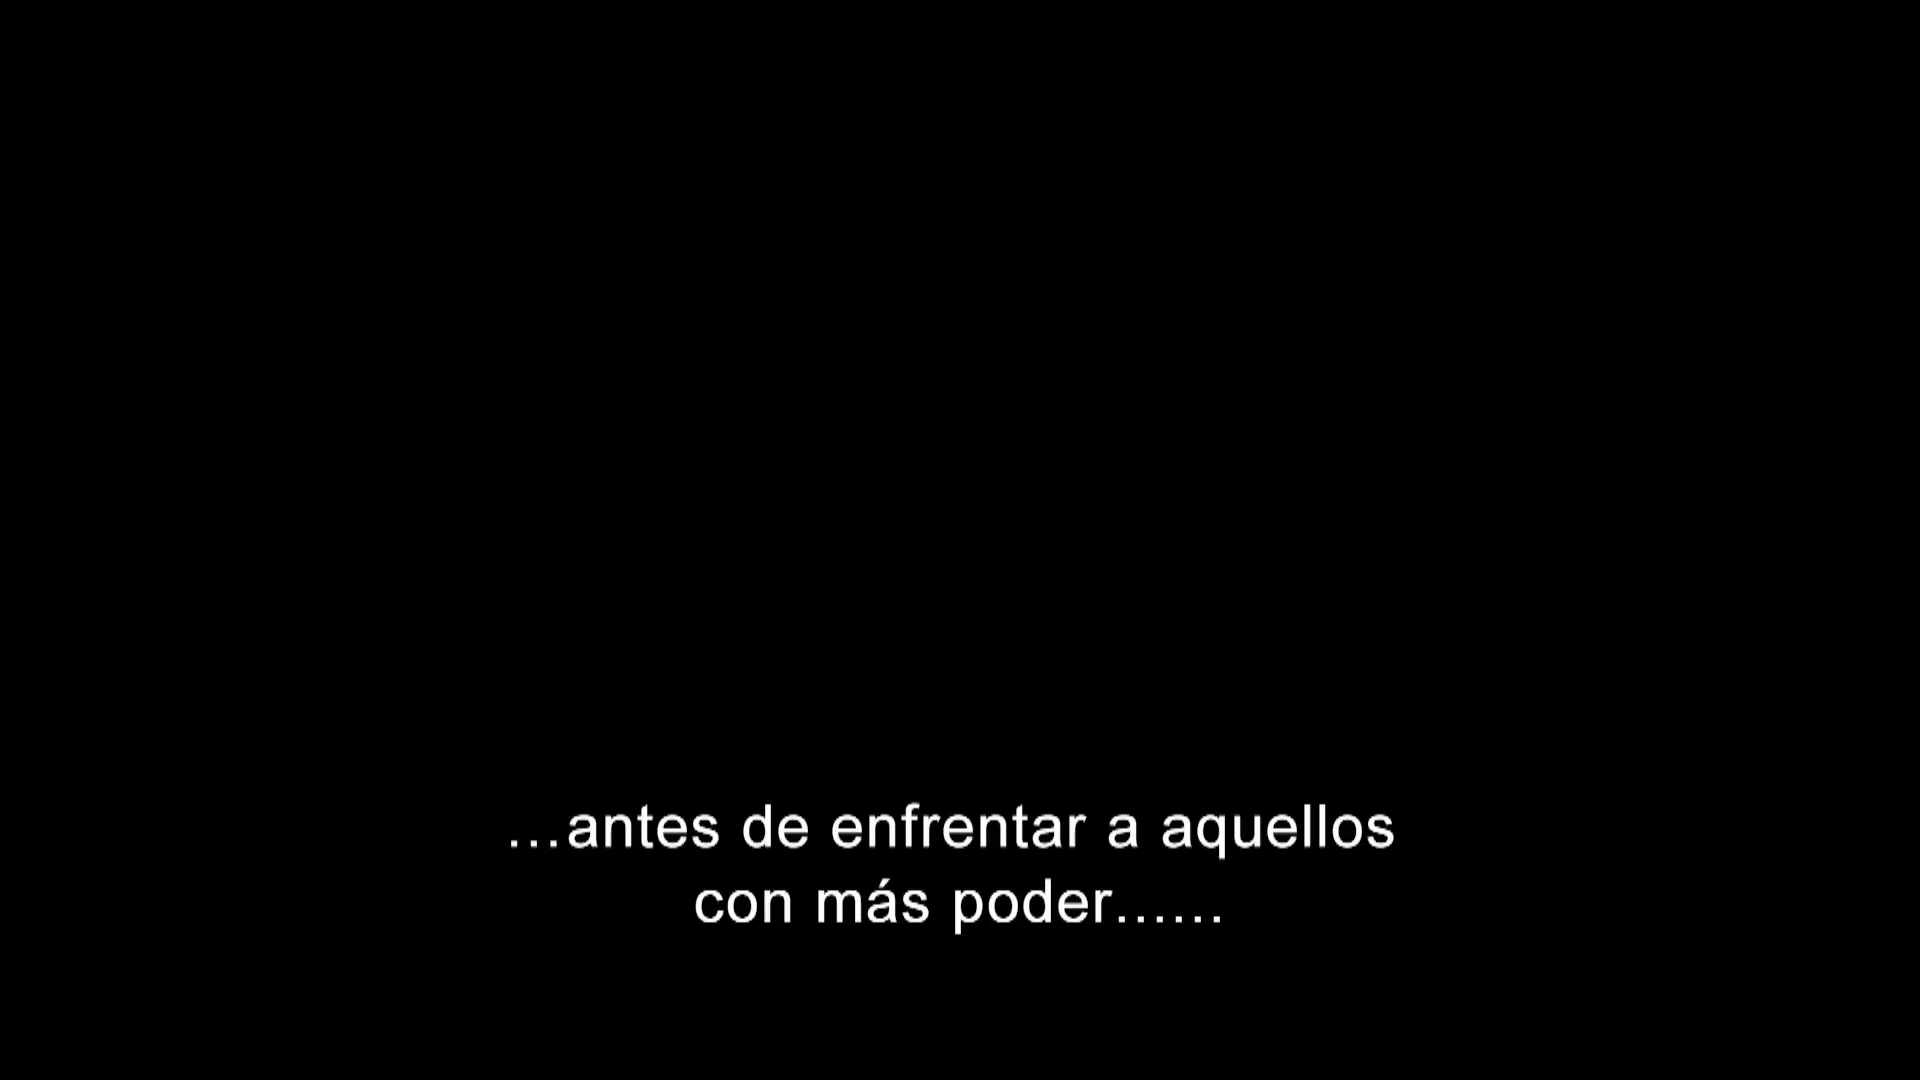 ...antes de enfrentar a aquellos
con más poder......